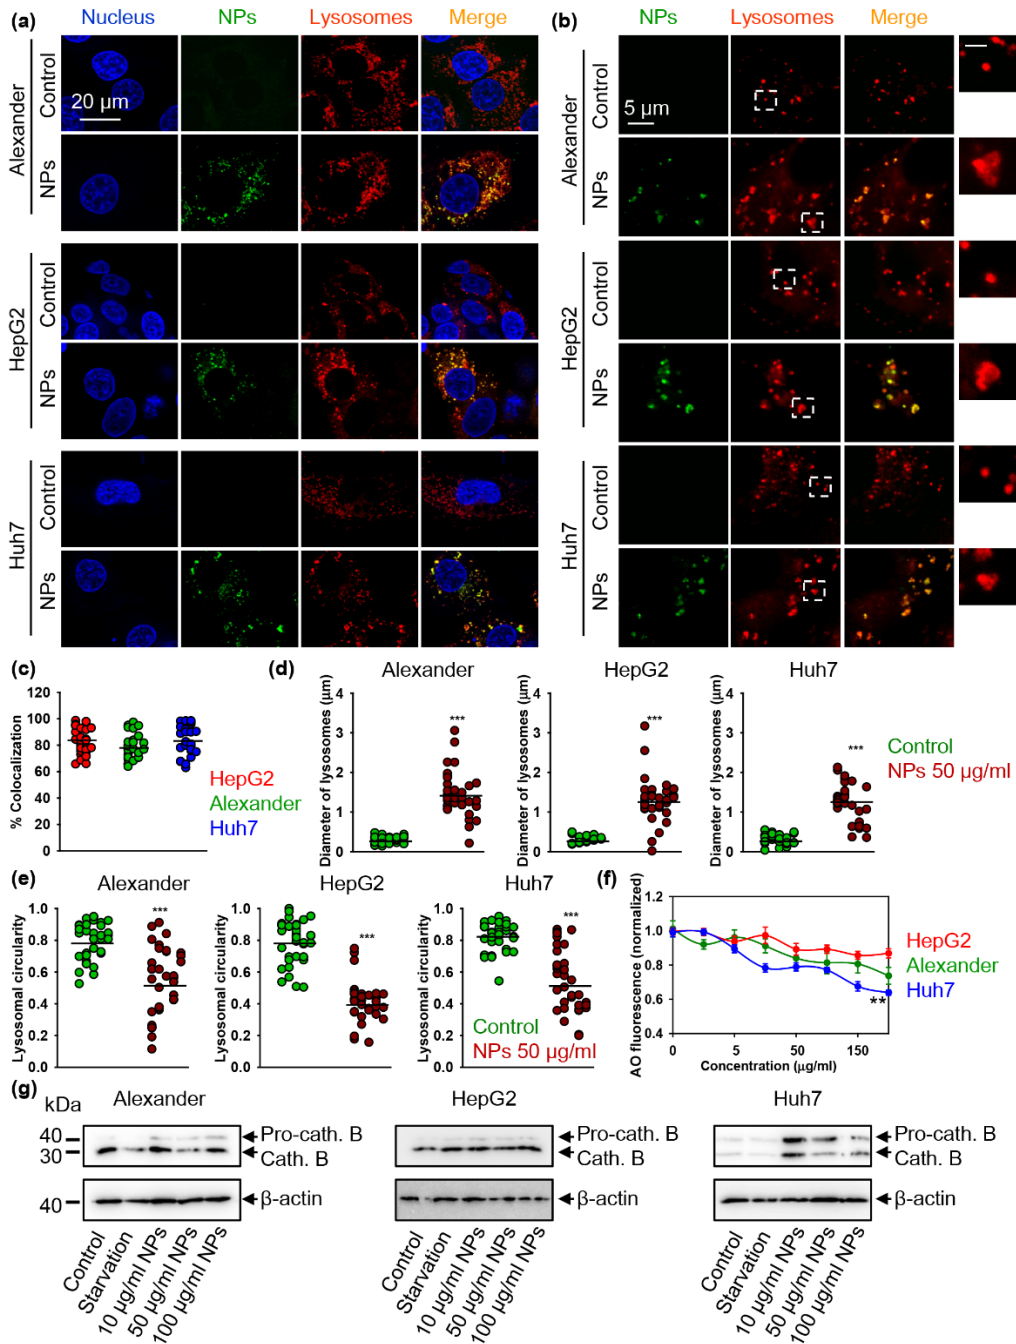 (a) Nucleus NPs Lysosomes Merge
Alexander
Control
20 µm
NPs
HepG2
Control
NPs
Huh7
Control
NPs
(b) NPs Lysosomes Merge
Alexander
Control
5 µm
NPs
HepG2
Control
NPs
Huh7
Control
NPs
(c)
% Colocalization
120
100
80
60
40
20
0
HepG2
Alexander
Huh7
(d) Alexander HepG2 Huh7
Diameter of lysosomes (µm)
4
3
2
1
0
***
Diameter of lysosomes (µm)
4
3
2
1
0
***
Diameter of lysosomes (µm)
4
3
2
1
0
***
Control
NPs 50 µg/ml
(e) Alexander HepG2 Huh7
Lysosomal circularity
1.0
0.8
0.6
0.4
0.2
0.0
***
Lysosomal circularity
1.0
0.8
0.6
0.4
0.2
0.0
***
Lysosomal circularity
1.0
0.8
0.6
0.4
0.2
0.0
***
Control
NPs 50 µg/ml
(f)
AO fluorescence (normalized)
1.2
1.0
0.8
0.6
0.4
0 5 50 150
Concentration (µg/ml)
HepG2
Alexander
Huh7
**
(g)
kDa Alexander HepG2 Huh7
40
30
Pro-cath. B
Cath. B
Pro-cath. B
Cath. B
Pro-cath. B
Cath. B
40
β-actin
β-actin
β-actin
Control
Starvation
10 µg/ml NPs
50 µg/ml NPs
100 µg/ml NPs
Control
Starvation
10 µg/ml NPs
50 µg/ml NPs
100 µg/ml NPs
Control
Starvation
10 µg/ml NPs
50 µg/ml NPs
100 µg/ml NPs